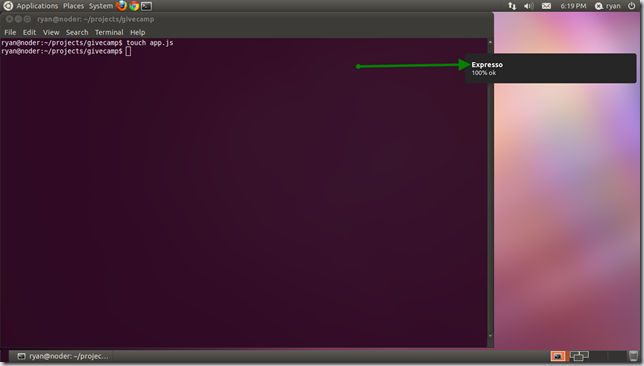 Applications Places System 6:19 PM ryan
ryan@noder: ~/projects/givecamp
File Edit View Search Terminal Help
ryan@noder:~/projects/givecamp$ touch app.js
ryan@noder:~/projects/givecamp$
Expresso
100% ok
ryan@noder: ~/projec...